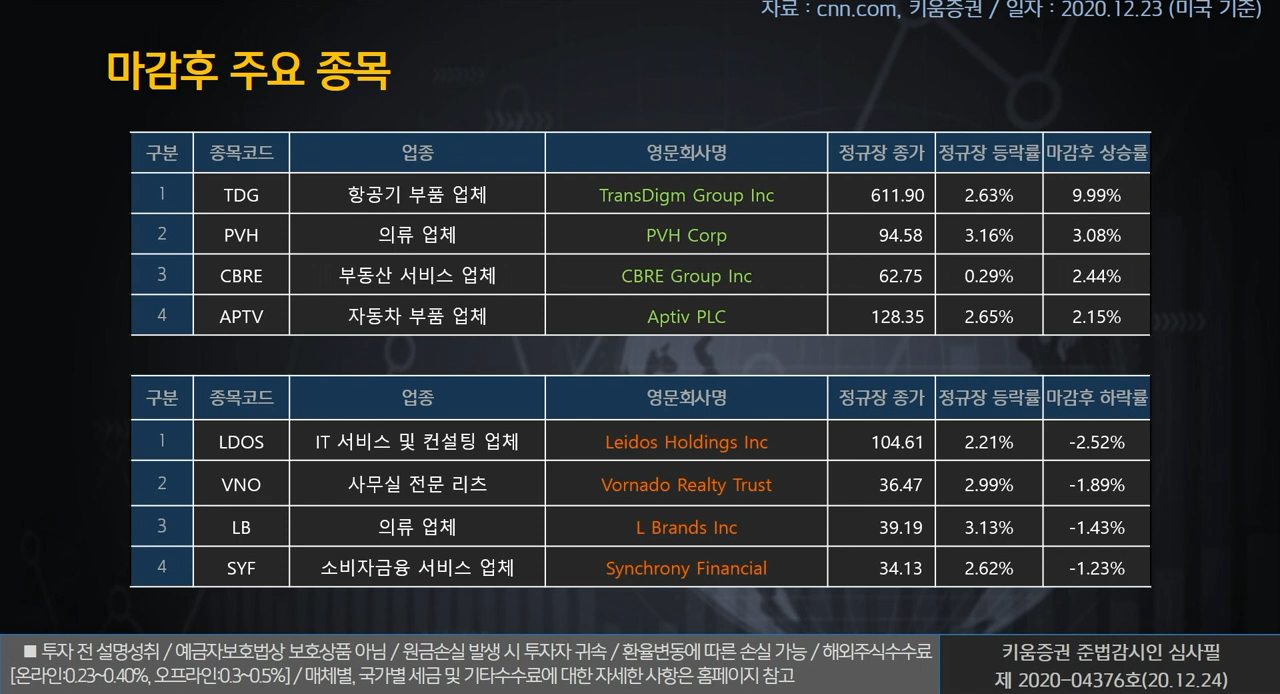 자료 : cnn.com, 키움증권 / 일자 : 2020.12.23 (미국 기준)
마감후 주요 종목
구분 종목코드 업종 영문회사명 정규장 종가 정규장 등락률 마감후 상승률
1 TDG 항공기 부품 업체 TransDigm Group Inc 611.90 2.63% 9.99%
2 PVH 의류 업체 PVH Corp 94.58 3.16% 3.08%
3 CBRE 부동산 서비스 업체 CBRE Group Inc 62.75 0.29% 2.44%
4 APTV 자동차 부품 업체 Aptiv PLC 128.35 2.65% 2.15%
구분 종목코드 업종 영문회사명 정규장 종가 정규장 등락률 마감후 하락률
1 LDOS IT 서비스 및 컨설팅 업체 Leidos Holdings Inc 104.61 2.21% -2.52%
2 VNO 사무실 전문 리츠 Vornado Realty Trust 36.47 2.99% -1.89%
3 LB 의류 업체 L Brands Inc 39.19 3.13% -1.43%
4 SYF 소비자금융 서비스 업체 Synchrony Financial 34.13 2.62% -1.23%
■ 투자 전 설명성취 / 예금자보호법상 보호상품 아님 / 원금손실 발생 시 투자자 귀속 / 환율변동에 따른 손실 가능 / 해외주식수수료
[온라인:0.23~0.40%, 오프라인:0.3~0.5%] / 매체별, 국가별 세금 및 기타수수료에 대한 자세한 사항은 홈페이지 참고
키움증권 준법감시인 심사필
제 2020-04376호(20.12.24)